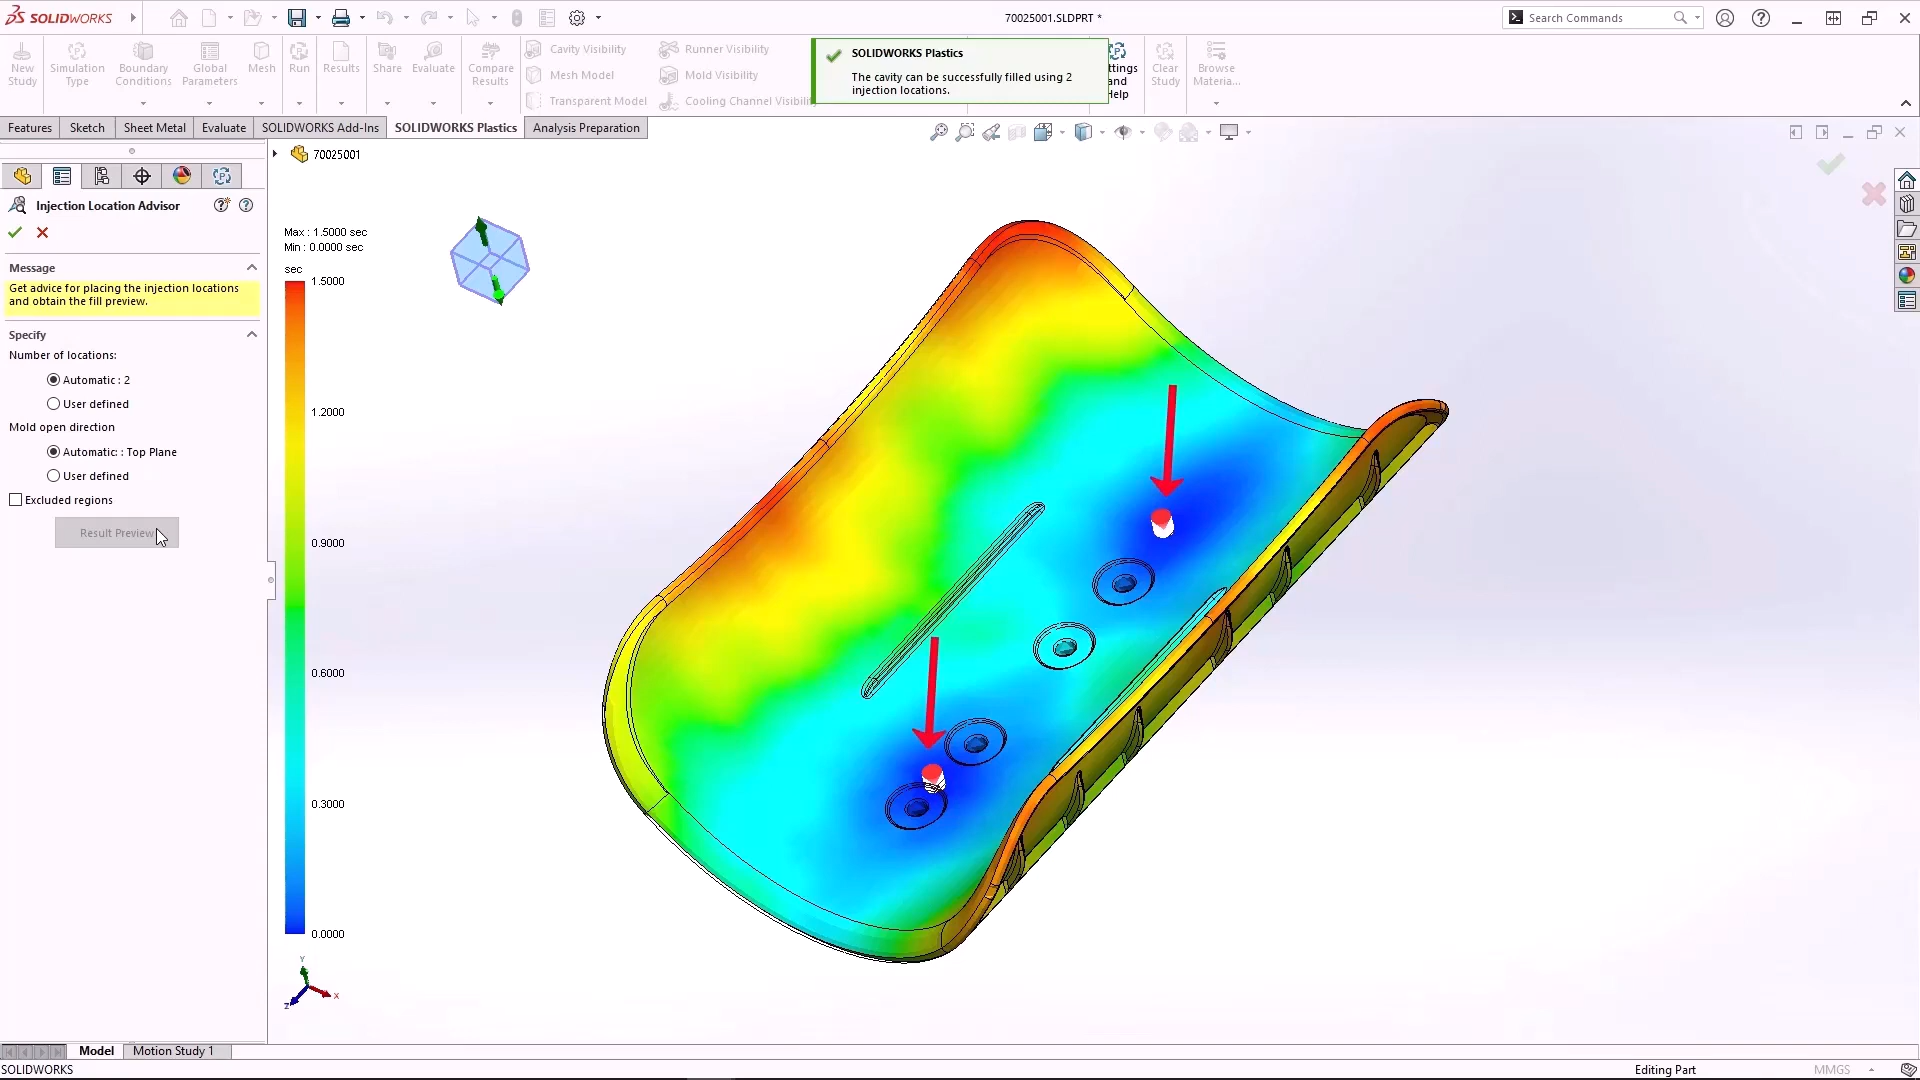 SOLIDWORKS
70025001.SLDPRT *
Search Commands
New Study
Simulation Type
Boundary Conditions
Global Parameters
Mesh
Run
Results
Share
Evaluate
Compare Results
Cavity Visibility
Mesh Model
Transparent Model
Runner Visibility
Mold Visibility
Cooling Channel Visibili
SOLIDWORKS Plastics
The cavity can be successfully filled using 2
injection locations.
ttings
and
Help
Clear Study
Browse Materia...
Features
Sketch
Sheet Metal
Evaluate
SOLIDWORKS Add-Ins
SOLIDWORKS Plastics
Analysis Preparation
70025001
Injection Location Advisor
Message
Get advice for placing the injection locations
and obtain the fill preview.
Specify
Number of locations:
Automatic : 2
User defined
Mold open direction
Automatic: : Top Plane
User defined
Excluded regions
Result Preview
Max : 1.5000 sec
Min : 0.0000 sec
sec
1.5000
1.2000
0.9000
0.6000
0.3000
0.0000
Y
X
Z
Model
Motion Study 1
SOLIDWORKS
Editing Part
MMGS